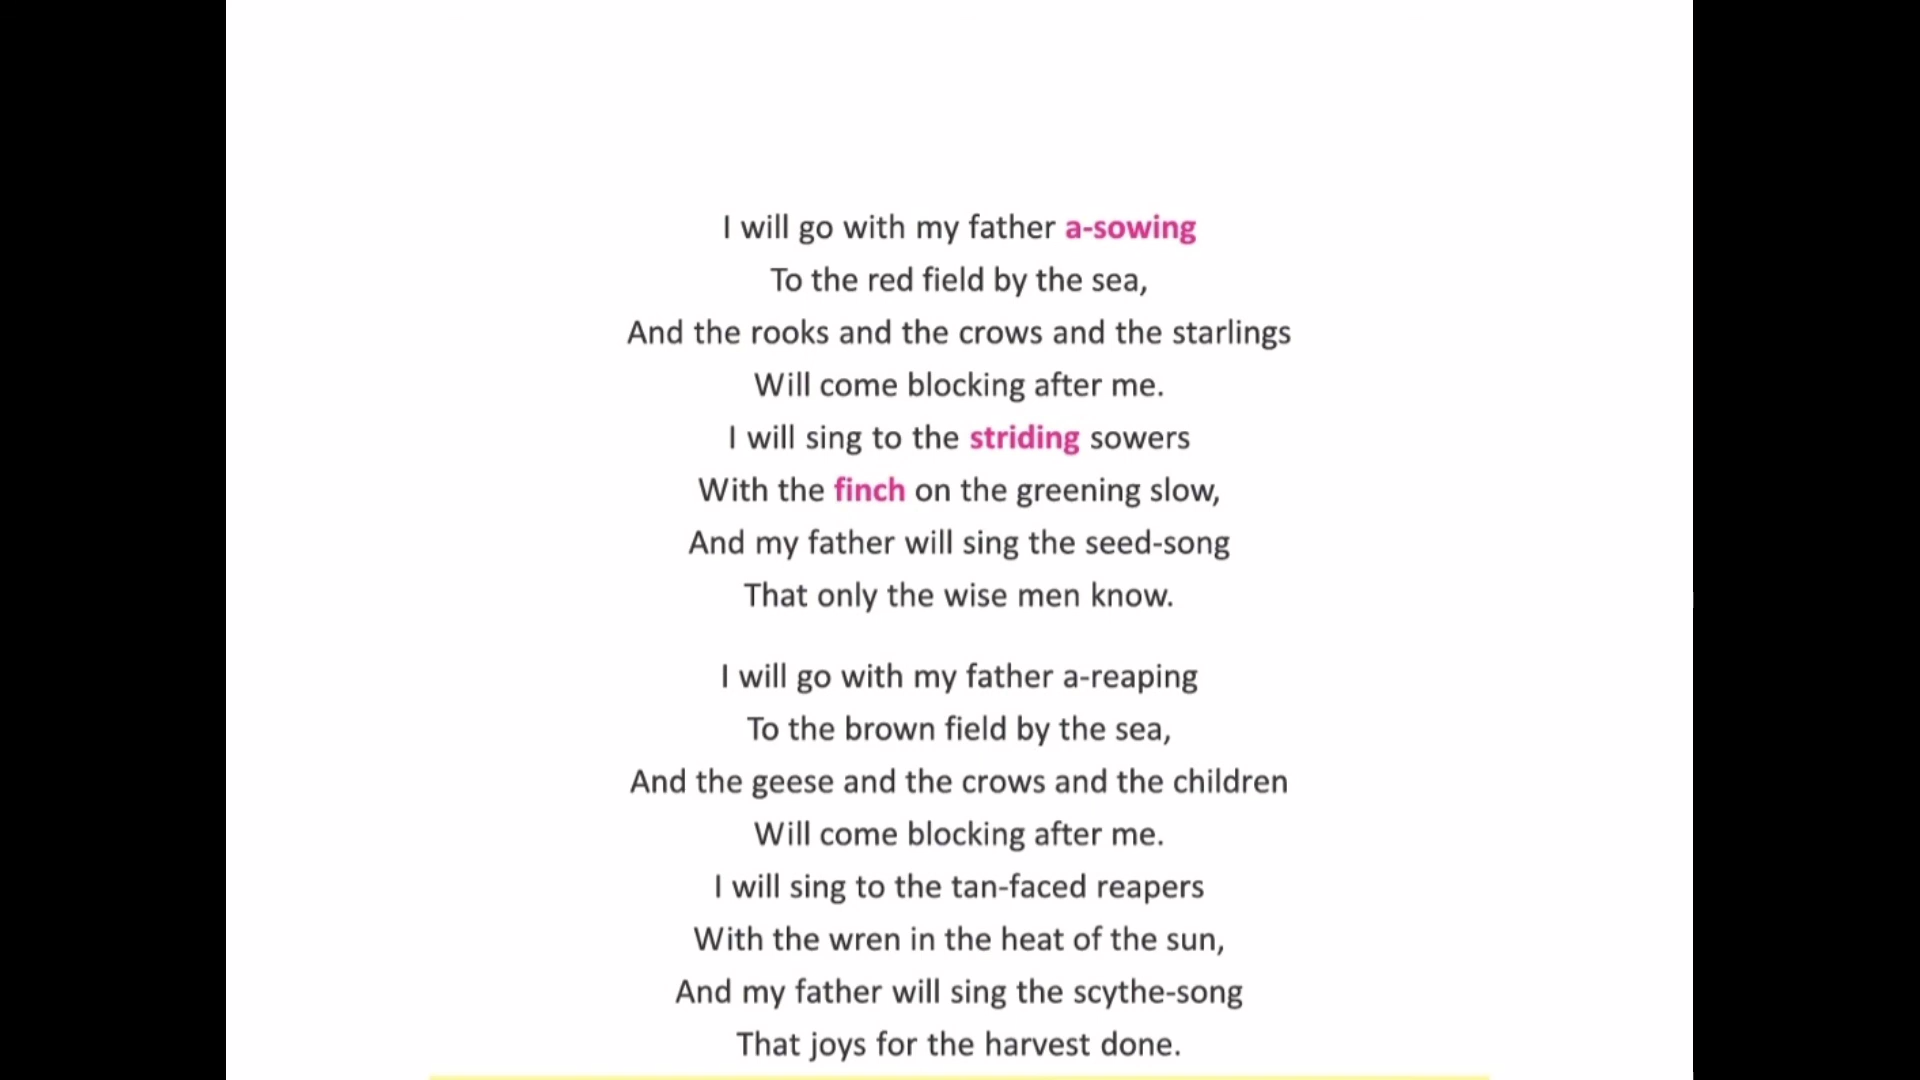 I will go with my father a-sowing
To the red field by the sea,
And the rooks and the crows and the starlings
Will come blocking after me.
I will sing to the striding sowers
With the finch on the greening slow,
And my father will sing the seed-song
That only the wise men know.
I will go with my father a-reaping
To the brown field by the sea,
And the geese and the crows and the children
Will come blocking after me.
I will sing to the tan-faced reapers
With the wren in the heat of the sun,
And my father will sing the scythe-song
That joys for the harvest done.